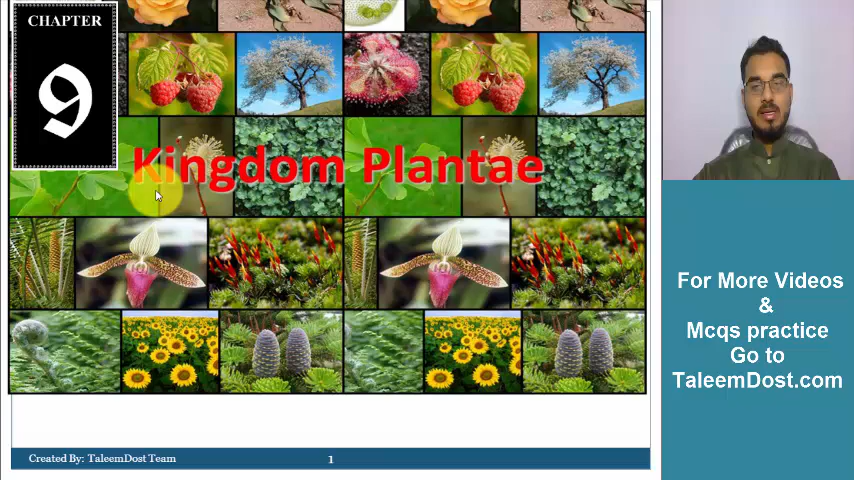 CHAPTER
9
Kingdom Plantae
For More Videos
&
Mcqs practice
Go to
TaleemDost.com
Created By: TaleemDost Team
1